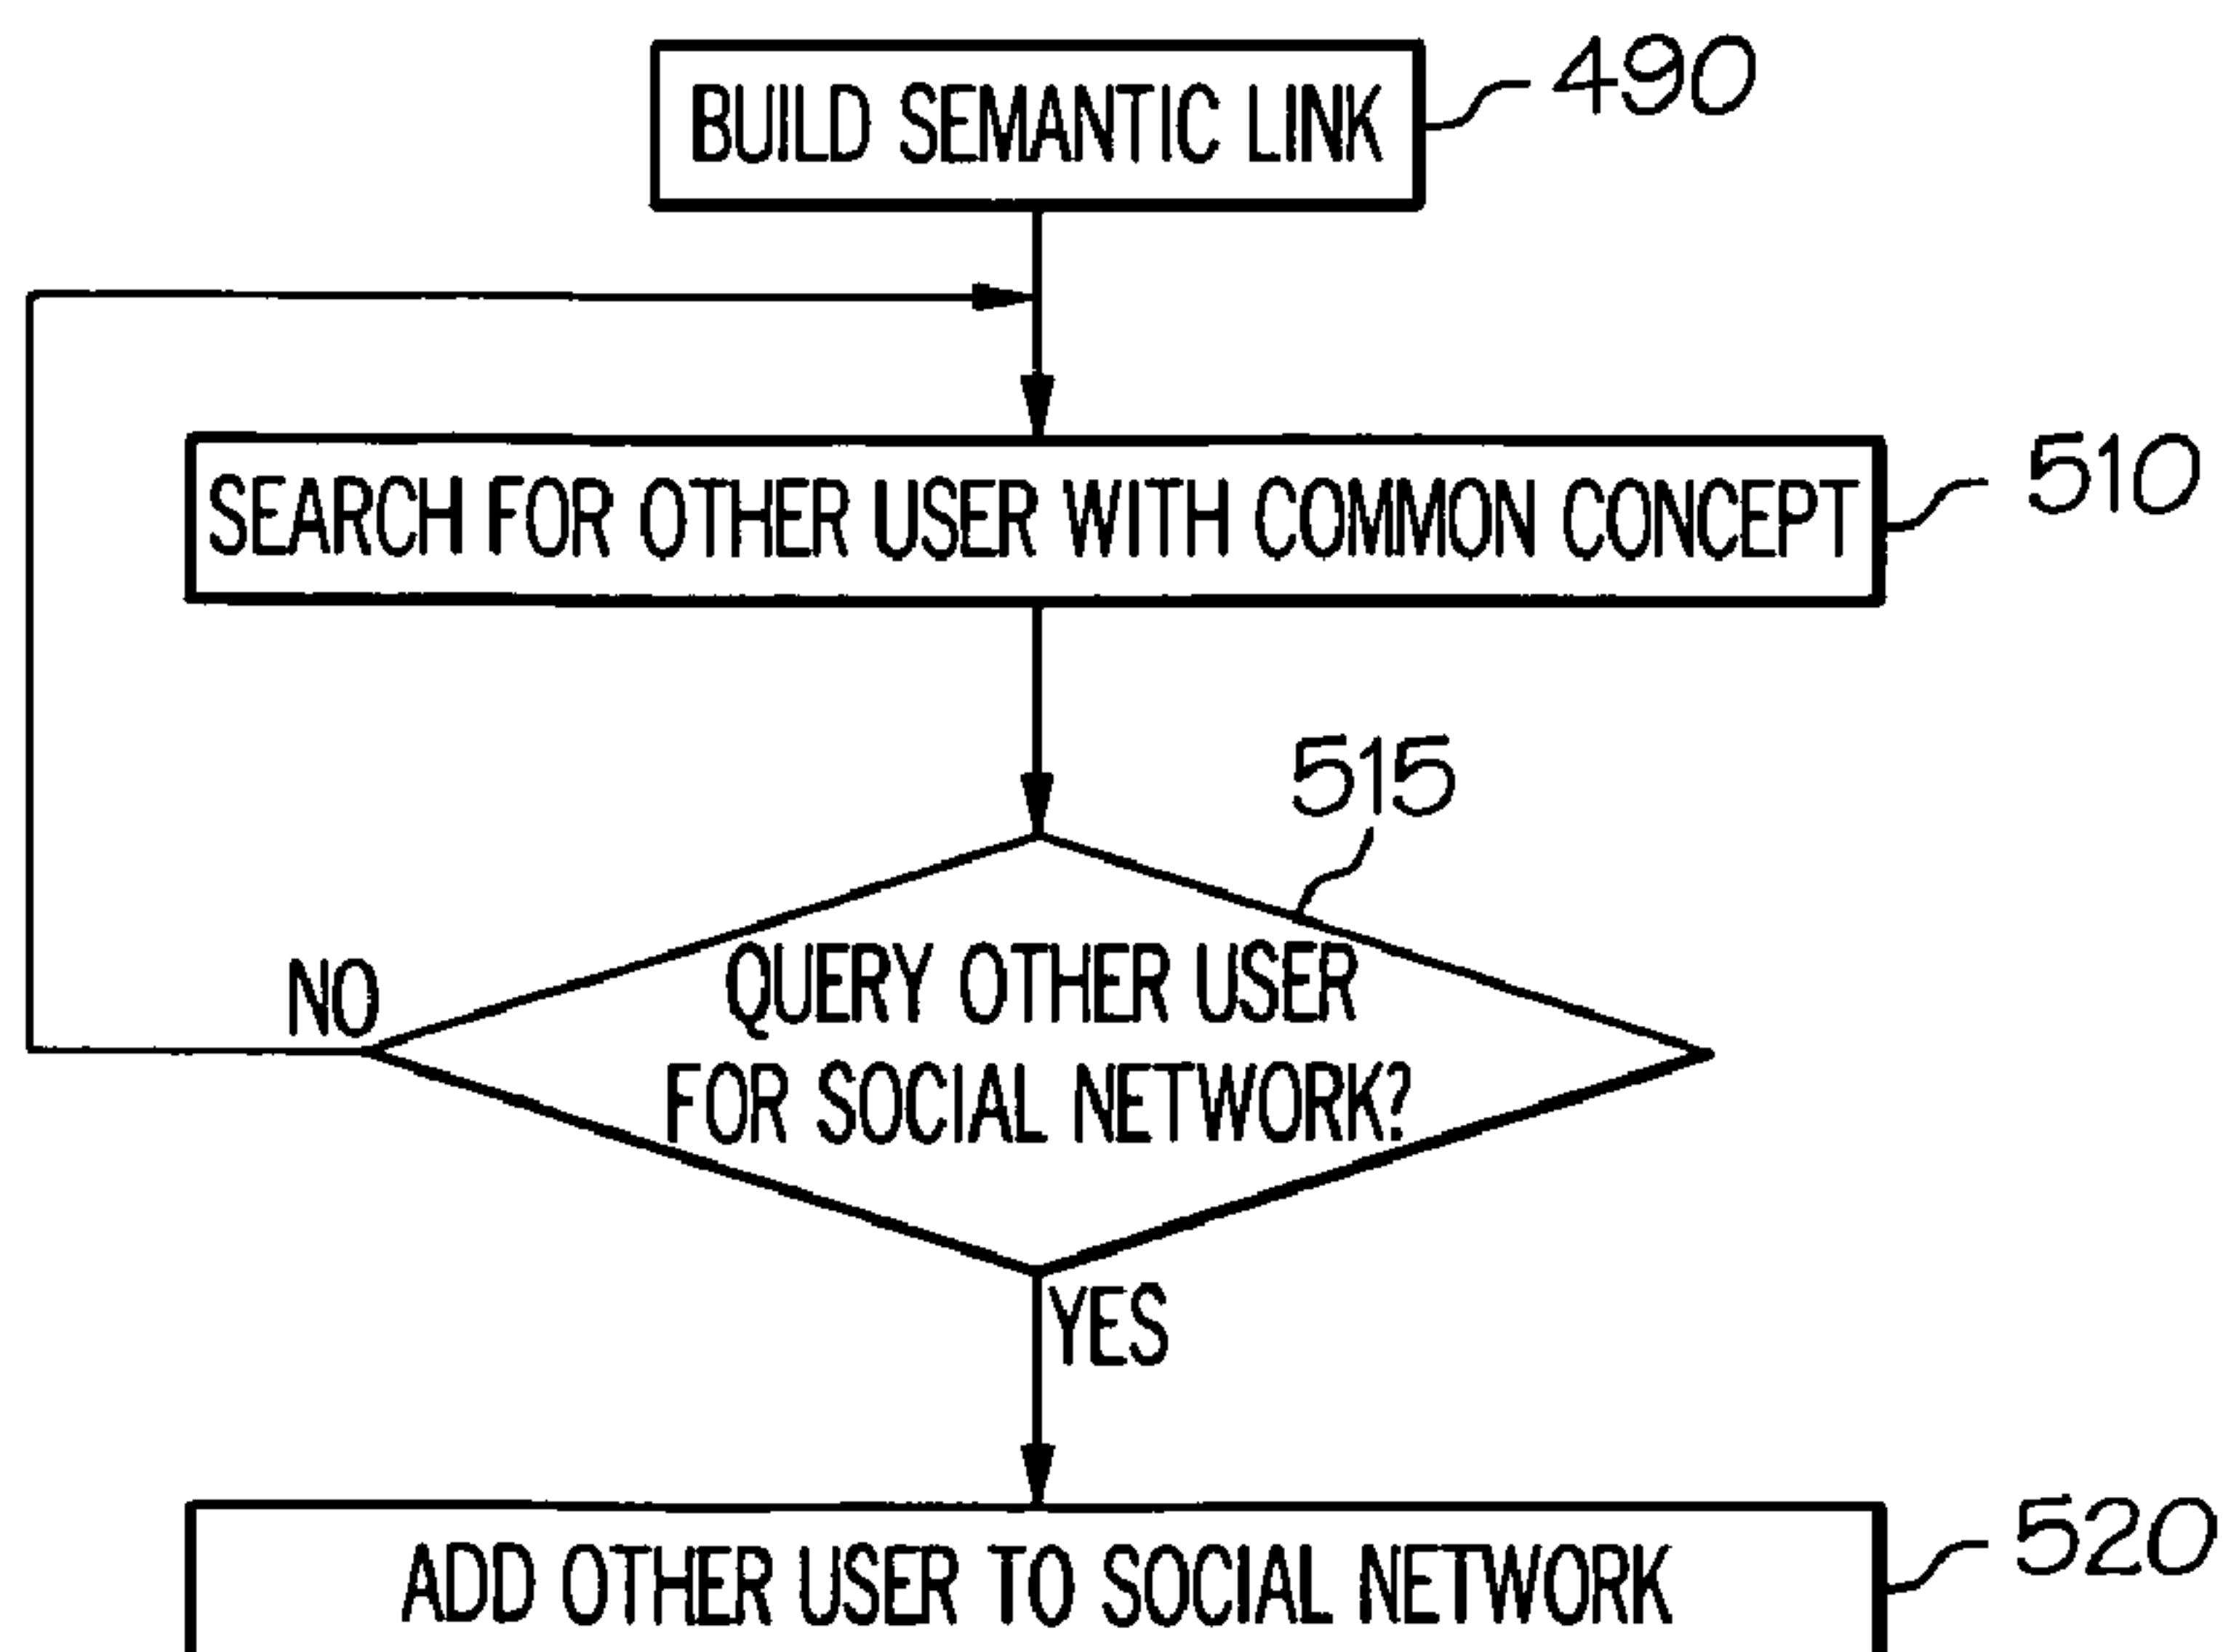 BUILD SEMANTIC LINK
490
SEARCH FOR OTHER USER WITH COMMON CONCEPT
510
515
QUERY OTHER USER
FOR SOCIAL NETWORK?
NO
YES
ADD OTHER USER TO SOCIAL NETWORK
520